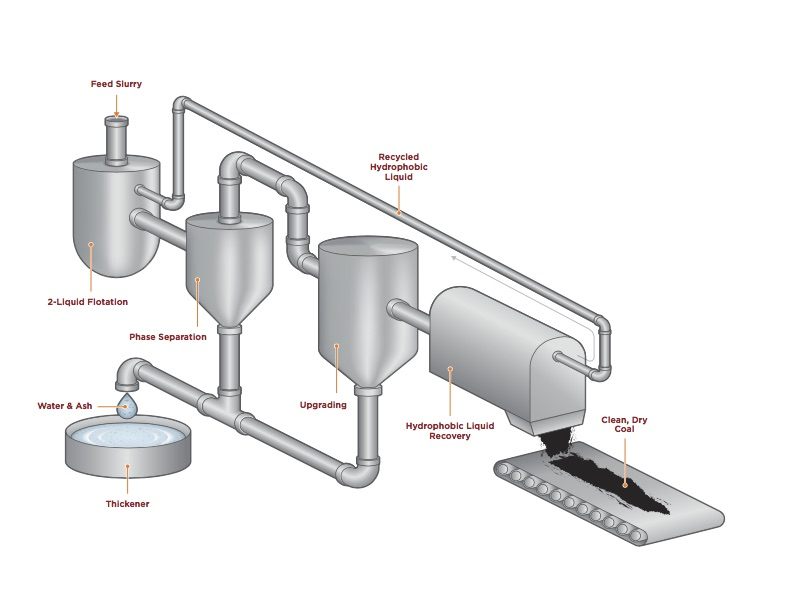 Feed Slurry
Recycled
Hydrophobic
Liquid
2-Liquid Flotation
Phase Separation
Water & Ash
Upgrading
Hydrophobic Liquid
Recovery
Clean, Dry
Coal
Thickener